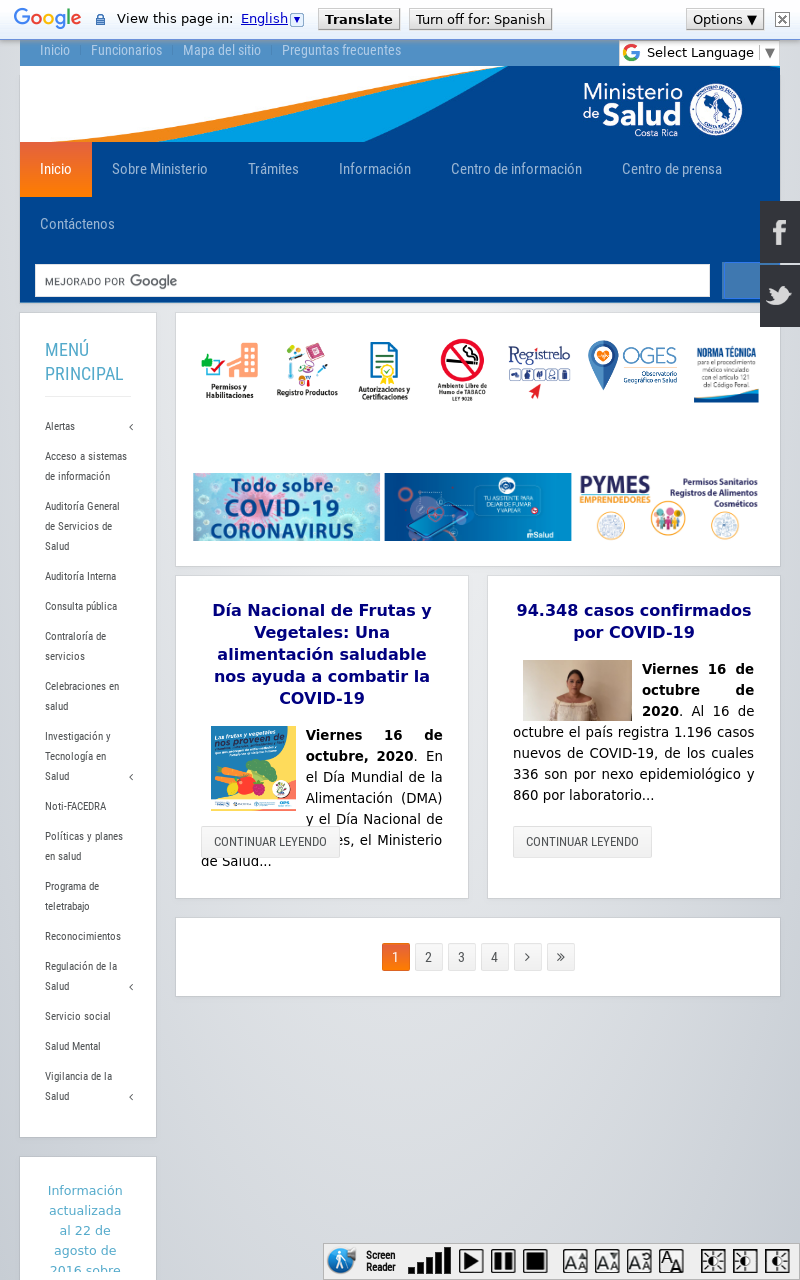 Google View this page in: English Translate Turn off for: Spanish Options ▼
Inicio Funcionarios Mapa del sitio Preguntas frecuentes
Select Language ▼
Ministerio
de Salud
Costa Rica
Inicio Sobre Ministerio Trámites Información Centro de información Centro de prensa
Contáctenos
MEJORADO POR Google
MENÚ
PRINCIPAL
Alertas
Acceso a sistemas
de información
Auditoría General
de Servicios de
Salud
Auditoría Interna
Consulta pública
Contraloría de
servicios
Celebraciones en
salud
Investigación y
Tecnología en
Salud
Noti-FACEDRA
Políticas y planes
en salud
Programa de
teletrabajo
Reconocimientos
Regulación de la
Salud
Servicio social
Salud Mental
Vigilancia de la
Salud
Información
actualizada
al 22 de
agosto de
2016 sobre
Permisos y
Habilitaciones
Registro Productos
Autorizaciones y
Certificaciones
Ambiente Libre de
Humo de TABACO
LEY 9028
Regístrelo
OGES
Observatorio
Geográfico en Salud
NORMA TÉCNICA
para el procedimiento
médico vinculado
con el artículo 121
del Código Penal.
Todo sobre
COVID-19
CORONAVIRUS
TU ASISTENTE PARA
DEJAR DE FUMAR
Y VAPEAR
mSalud
PYMES
EMPRENDEDORES
Permisos Sanitarios
Registros de Alimentos
Cosméticos
Día Nacional de Frutas y
Vegetales: Una
alimentación saludable
nos ayuda a combatir la
COVID-19
Las frutas y vegetales
nos proveen de
Viernes 16 de
octubre, 2020. En
el Día Mundial de la
Alimentación (DMA)
y el Día Nacional de
es, el Ministerio
de Salud...
CONTINUAR LEYENDO
94.348 casos confirmados
por COVID-19
Viernes 16 de
octubre de
2020. Al 16 de
octubre el país registra 1.196 casos
nuevos de COVID-19, de los cuales
336 son por nexo epidemiológico y
860 por laboratorio...
CONTINUAR LEYENDO
1 2 3 4 › »
Screen
Reader